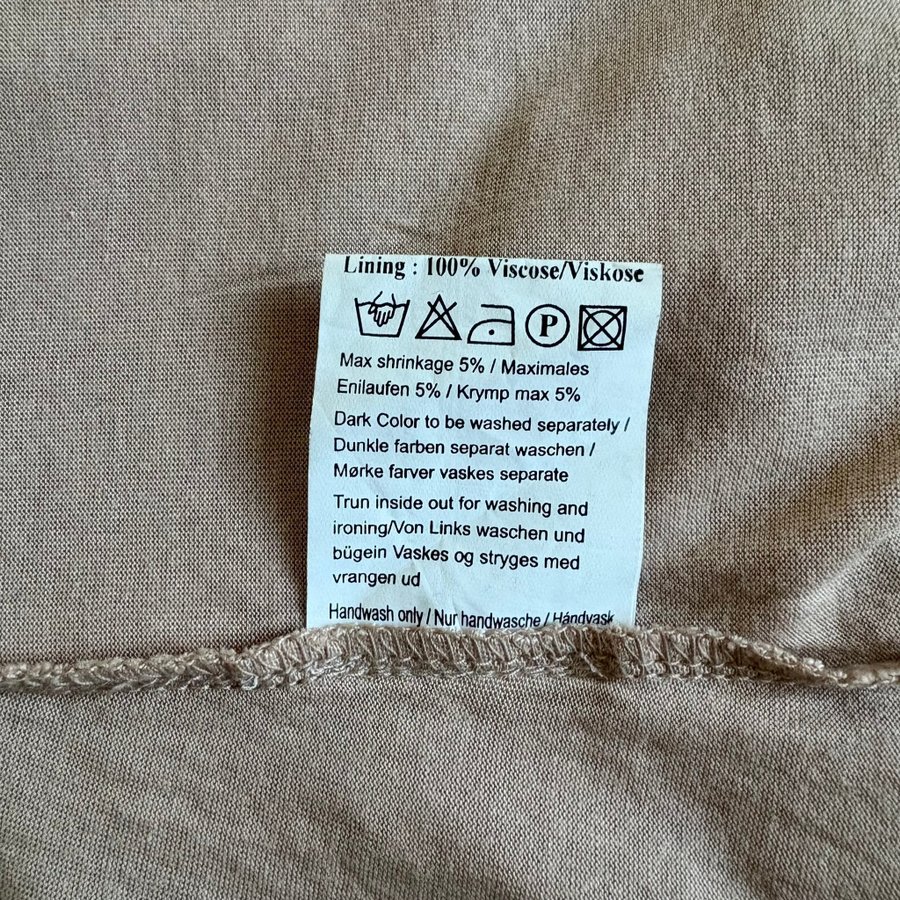 Lining : 100% Viscose/Viskose
P
Max shrinkage 5% / Maximales
Enilaufen 5% / Krymp max 5%
Dark Color to be washed separately /
Dunkle farben separat waschen /
Mørke farver vaskes separate
Trun inside out for washing and
ironing/Von Links waschen und
bügein Vaskes og stryges med
vrangen ud
Handwash only / Nur handwasche / Hándvask